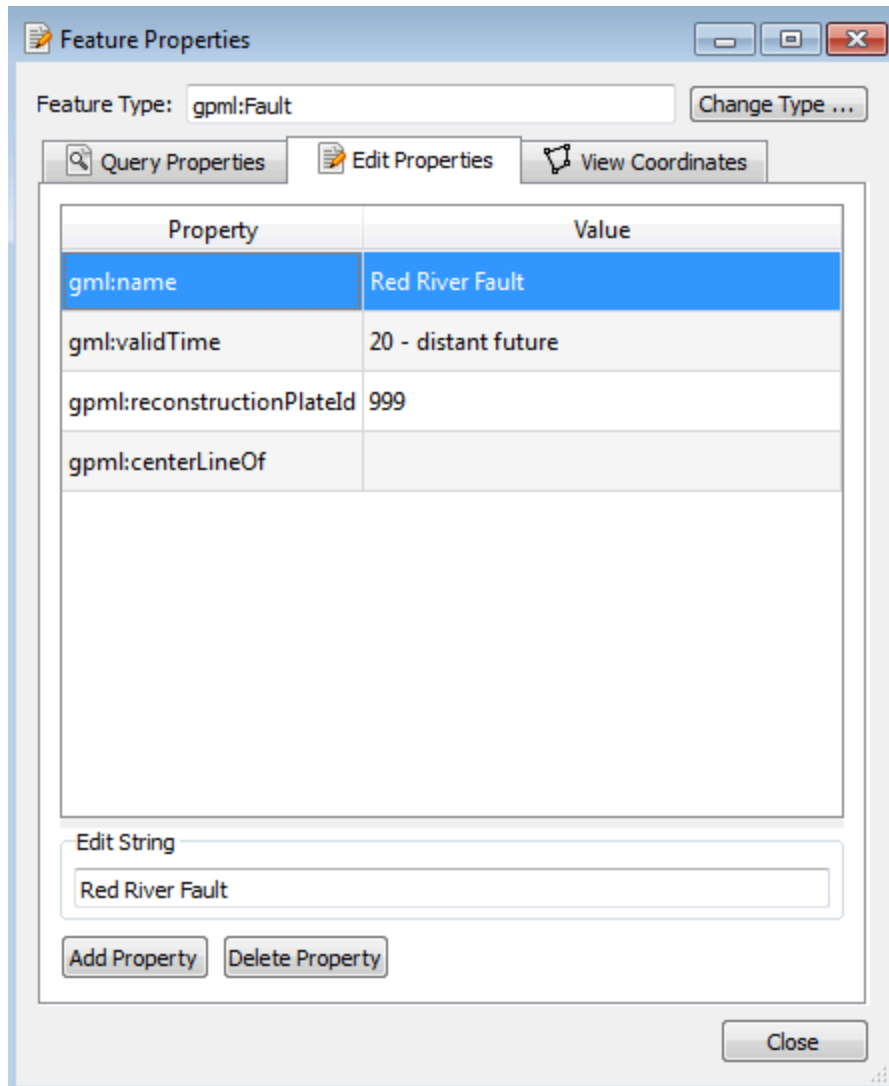 Feature Properties
Feature Type: gpml:Fault Change Type ...
Query Properties Edit Properties View Coordinates
Property Value
gml:name Red River Fault
gml:validTime 20 - distant future
gpml:reconstructionPlateId 999
gpml:centerLineOf
Edit String
Red River Fault
Add Property Delete Property
Close